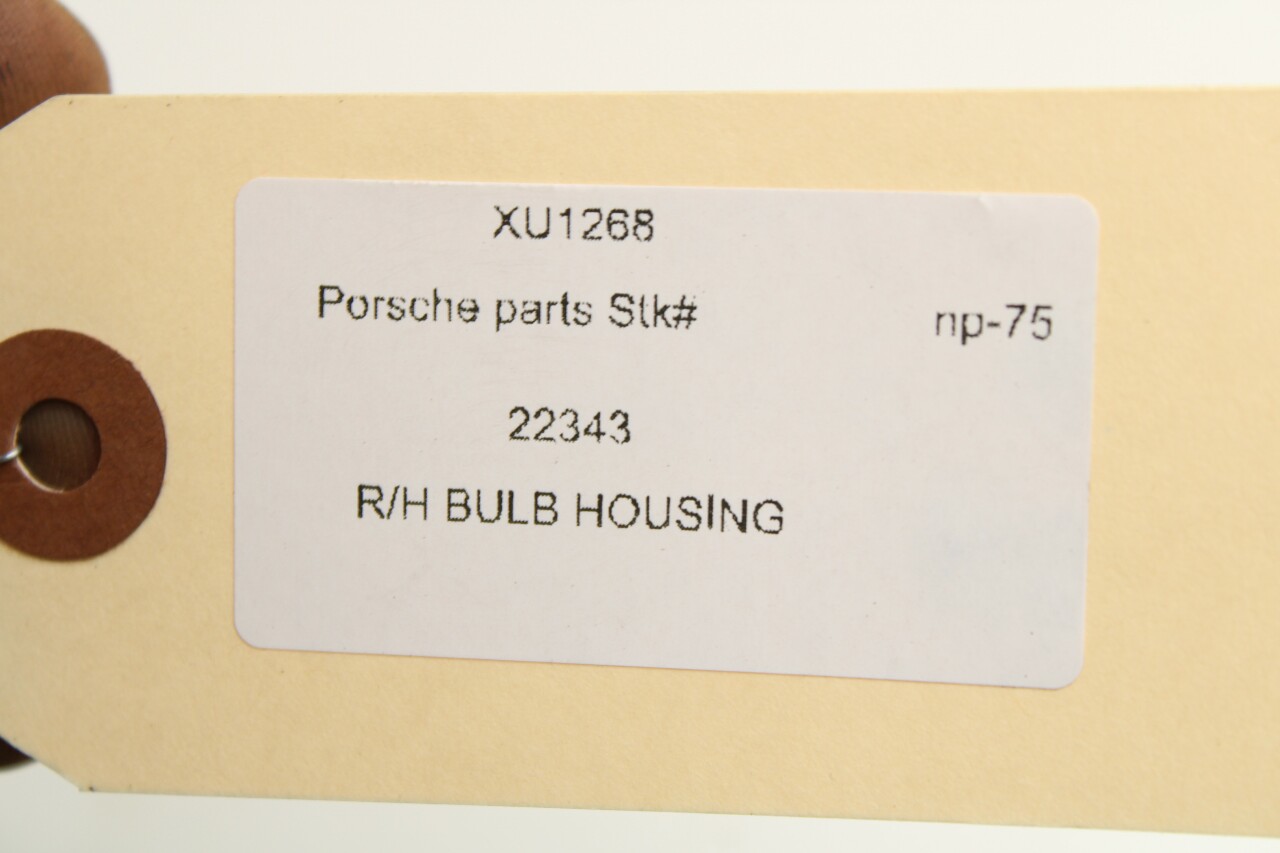 XU1268
Porsche parts Stk# np-75
22343
R/H BULB HOUSING